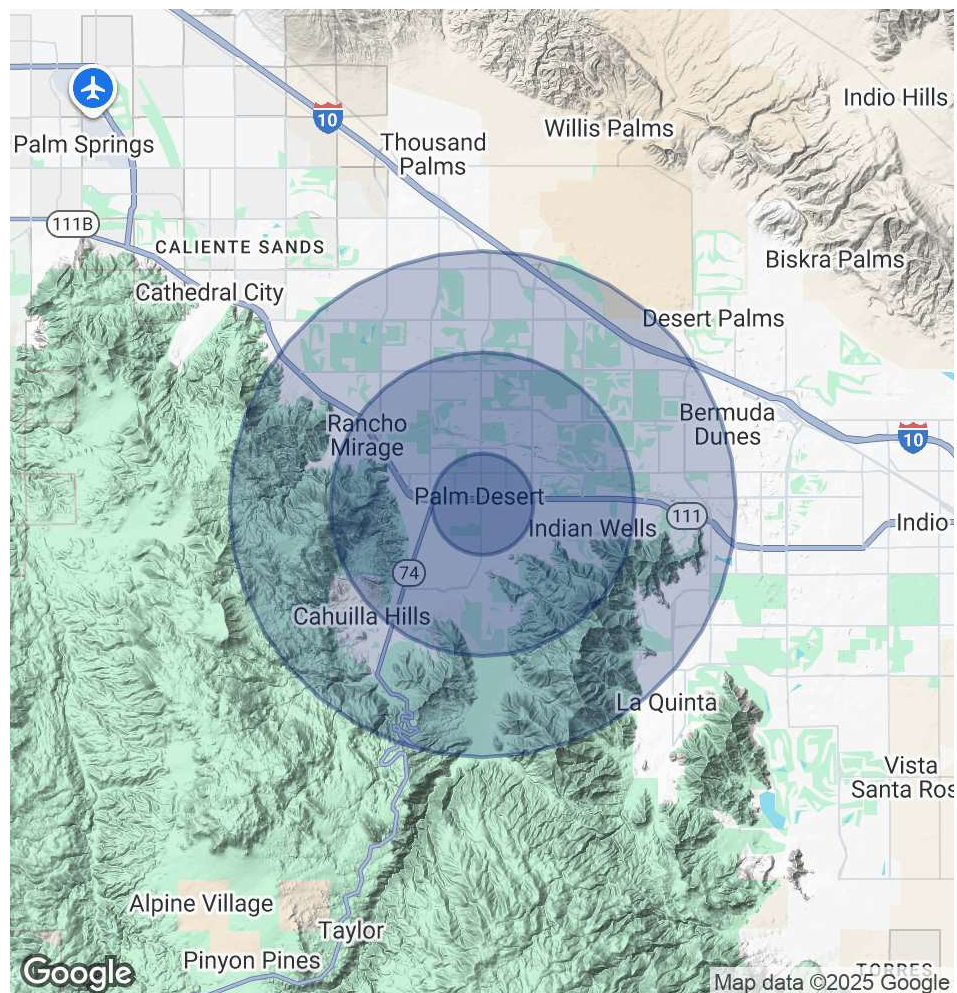 Indio Hills
10
Willis Palms
Thousand
Palms
Palm Springs
111B
CALIENTE SANDS
Biskra Palms
Cathedral City
Desert Palms
Bermuda
Dunes
Rancho
Mirage
10
Palm Desert
111
Indian Wells
Indio
74
Cahuilla Hills
La Quinta
Vista
Santa Ros
Alpine Village
Taylor
Pinyon Pines
TORRES
Google
Map data ©2025 Google